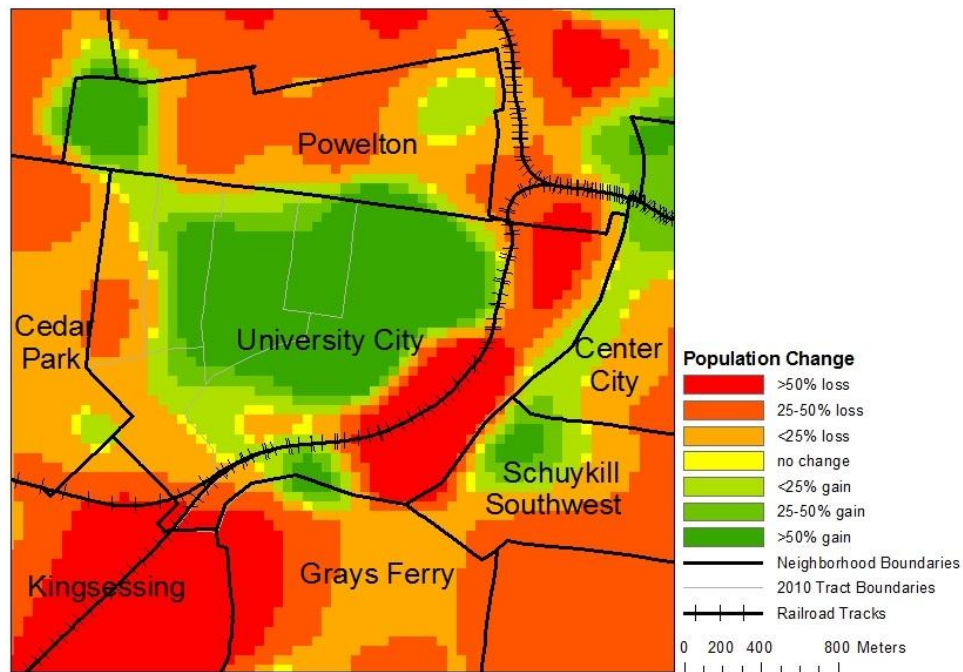 Powelton
University City
Cedar
Park
Center
City
Schuykill
Southwest
Kingsessing
Grays Ferry
Population Change
>50% loss
25-50% loss
<25% loss
no change
<25% gain
25-50% gain
>50% gain
Neighborhood Boundaries
2010 Tract Boundaries
Railroad Tracks
0 200 400 800 Meters